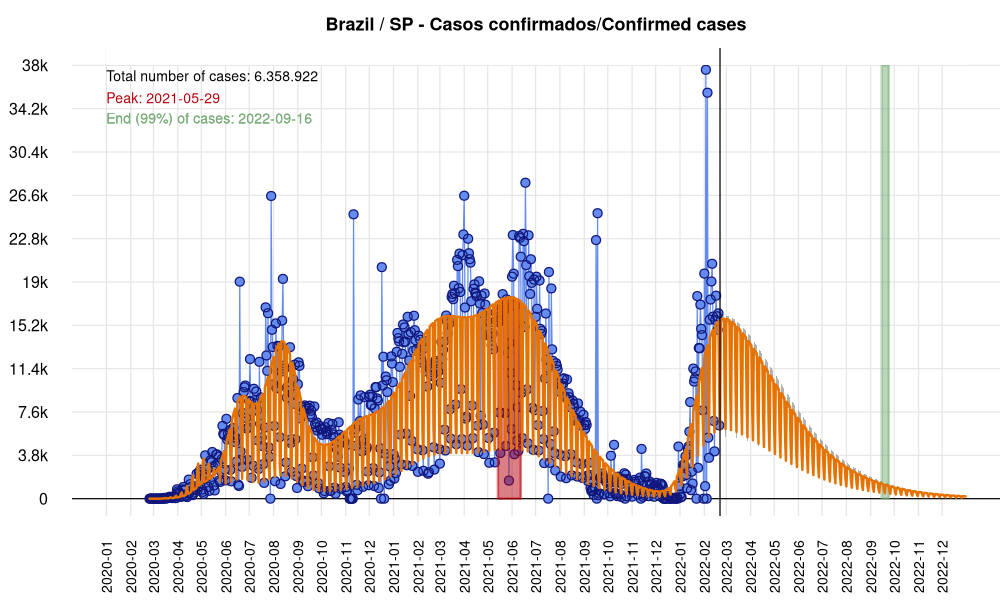 Brazil / SP - Casos confirmados/Confirmed cases
Total number of cases: 6.358.922
Peak: 2021-05-29
End (99%) of cases: 2022-09-16
38k
34.2k
30.4k
26.6k
22.8k
19k
15.2k
11.4k
7.6k
3.8k
0
2020-01
2020-02
2020-03
2020-04
2020-05
2020-06
2020-07
2020-08
2020-09
2020-10
2020-11
2020-12
2021-01
2021-02
2021-03
2021-04
2021-05
2021-06
2021-07
2021-08
2021-09
2021-10
2021-11
2021-12
2022-01
2022-02
2022-03
2022-04
2022-05
2022-06
2022-07
2022-08
2022-09
2022-10
2022-11
2022-12